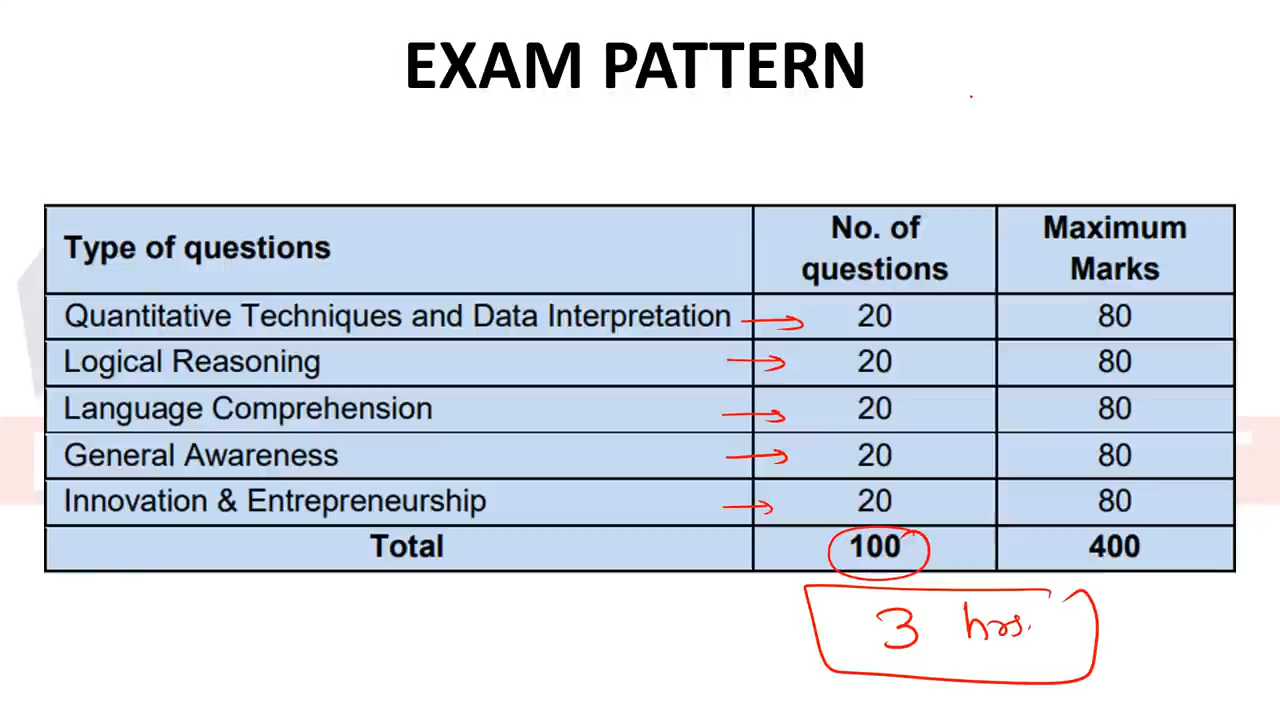 EXAM PATTERN
Type of questions No. of questions Maximum Marks
Quantitative Techniques and Data Interpretation 20 80
Logical Reasoning 20 80
Language Comprehension 20 80
General Awareness 20 80
Innovation & Entrepreneurship 20 80
Total 100 400
3 hrs.